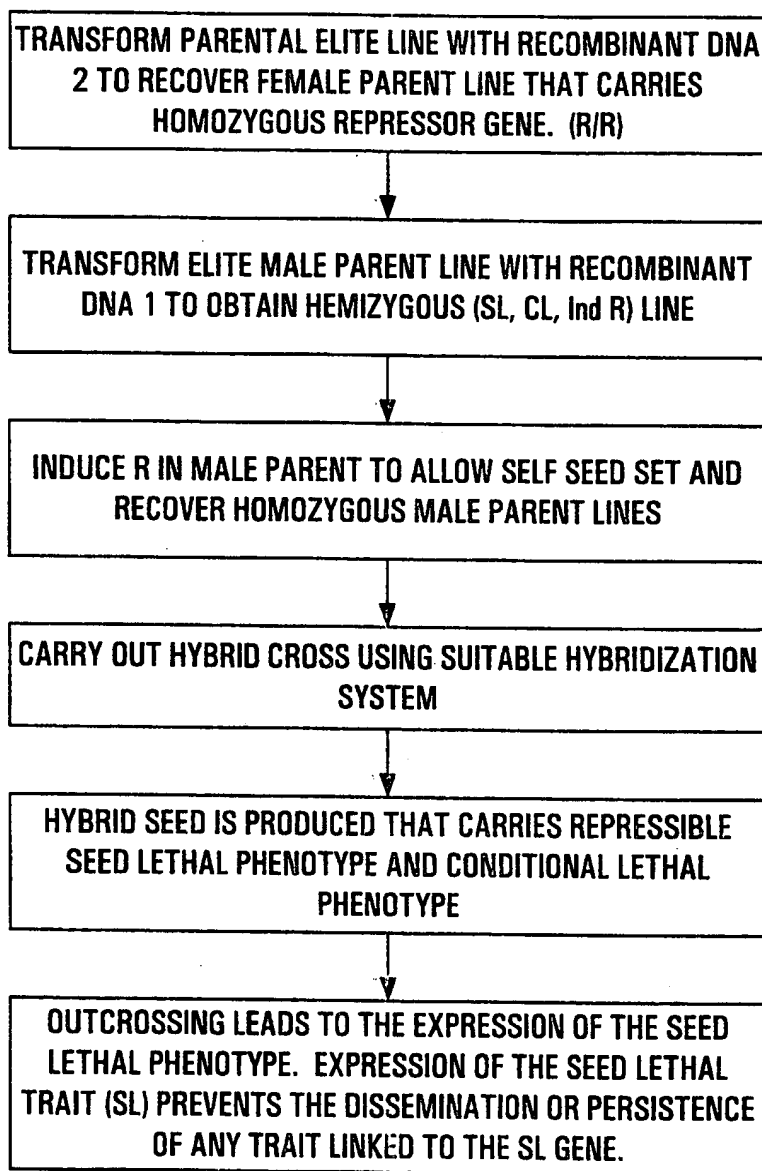 TRANSFORM PARENTAL ELITE LINE WITH RECOMBINANT DNA
2 TO RECOVER FEMALE PARENT LINE THAT CARRIES
HOMOZYGOUS REPRESSOR GENE. (R/R)
TRANSFORM ELITE MALE PARENT LINE WITH RECOMBINANT
DNA 1 TO OBTAIN HEMIZYGOUS (SL, CL, Ind R) LINE
INDUCE R IN MALE PARENT TO ALLOW SELF SEED SET AND
RECOVER HOMOZYGOUS MALE PARENT LINES
CARRY OUT HYBRID CROSS USING SUITABLE HYBRIDIZATION
SYSTEM
HYBRID SEED IS PRODUCED THAT CARRIES REPRESSIBLE
SEED LETHAL PHENOTYPE AND CONDITIONAL LETHAL
PHENOTYPE
OUTCROSSING LEADS TO THE EXPRESSION OF THE SEED
LETHAL PHENOTYPE. EXPRESSION OF THE SEED LETHAL
TRAIT (SL) PREVENTS THE DISSEMINATION OR PERSISTENCE
OF ANY TRAIT LINKED TO THE SL GENE.